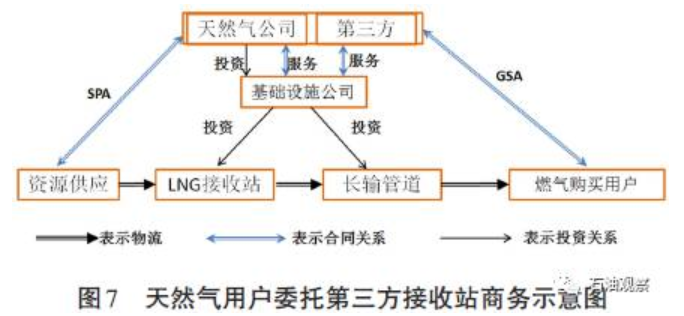 天然气公司 第三方
投资 服务 服务
SPA GSA
基础设施公司
投资 投资
资源供应 LNG接收站 长输管道 燃气购买用户
表示物流 表示合同关系 表示投资关系
石油观察
图7 天然气用户委托第三方接收站商务示意图